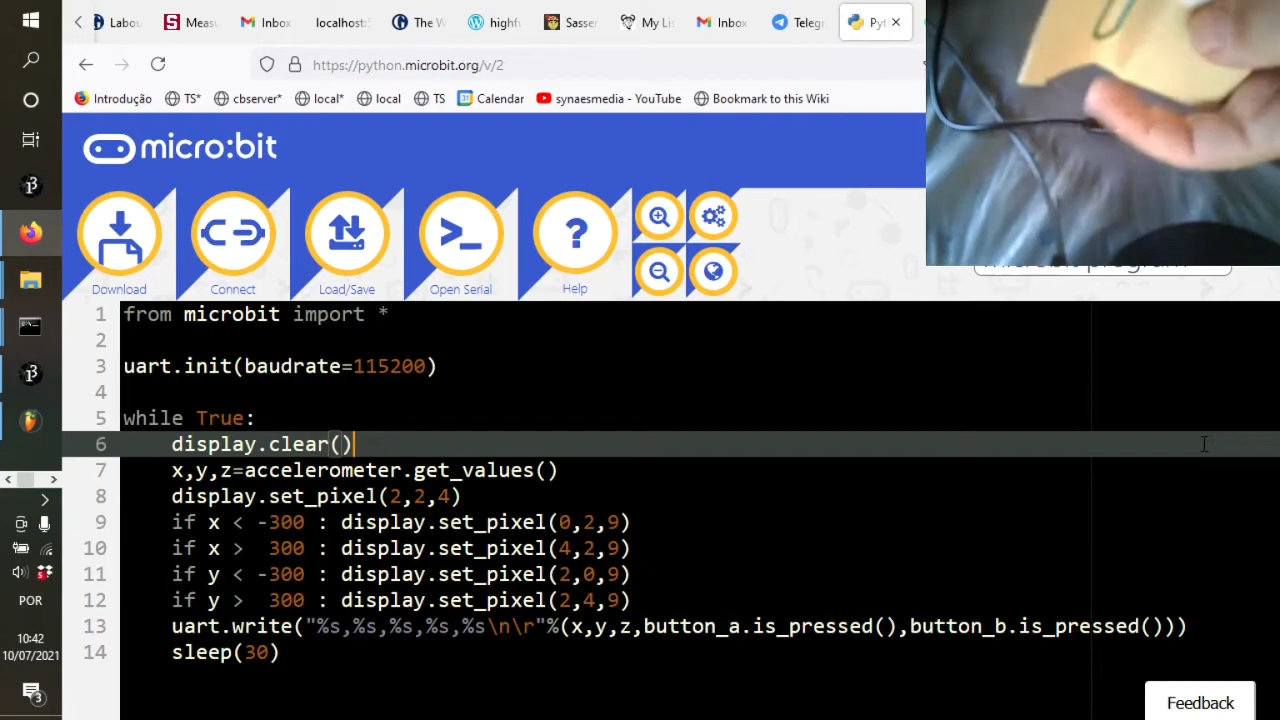 Labou
Meas
Inbox
localhost:
The W
highfu
Sasser
My Lis
Inbox
Telegr
Pyt
https://python.microbit.org/v/2
Introdução
TS*
cbserver*
local*
local
TS
Calendar
synaesmedia - YouTube
Bookmark to this Wiki
micro:bit
Download
Connect
Load/Save
Open Serial
Help
1 from microbit import *
2
3 uart.init(baudrate=115200)
4
5 while True:
6 display.clear()
7 x,y,z=accelerometer.get_values()
8 display.set_pixel(2,2,4)
9 if x < -300 : display.set_pixel(0,2,9)
10 if x >  300 : display.set_pixel(4,2,9)
11 if y < -300 : display.set_pixel(2,0,9)
12 if y >  300 : display.set_pixel(2,4,9)
13 uart.write("%s,%s,%s,%s,%s\n\r"%(x,y,z,button_a.is_pressed(),button_b.is_pressed()))
14 sleep(30)
POR
10:42
10/07/2021
3
Feedback